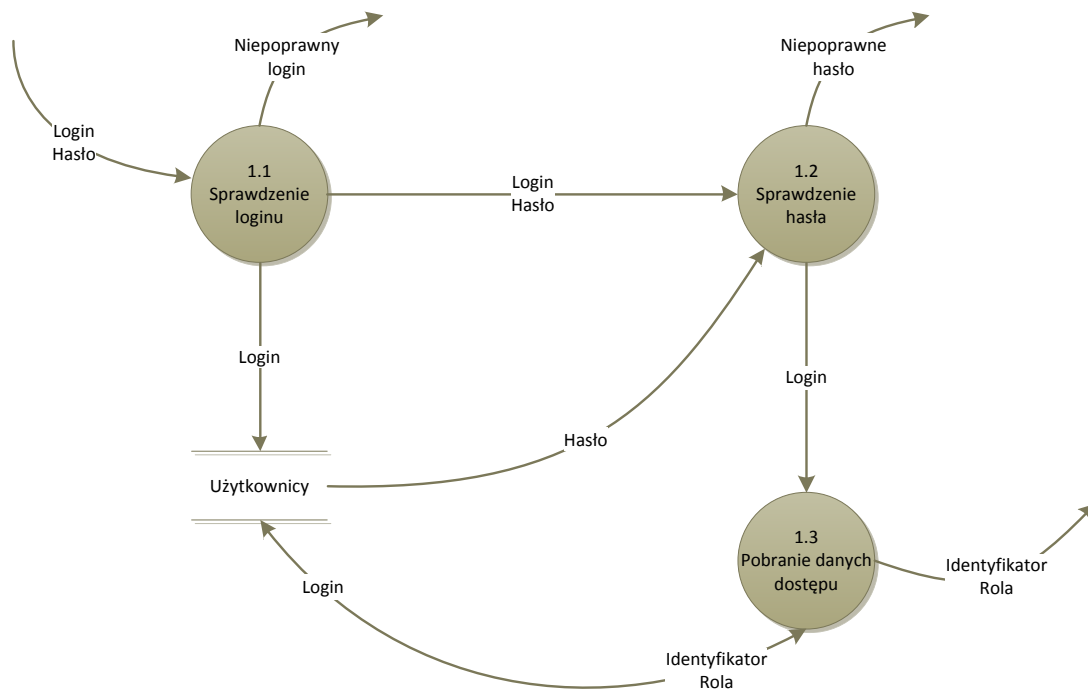 Niepoprawny
login
Niepoprawne
hasło
Login
Hasło
1.1
Sprawdzenie
loginu
Login
Hasło
1.2
Sprawdzenie
hasła
Login
Login
Hasło
Użytkownicy
1.3
Pobranie danych
dostępu
Identyfikator
Rola
Login
Identyfikator
Rola